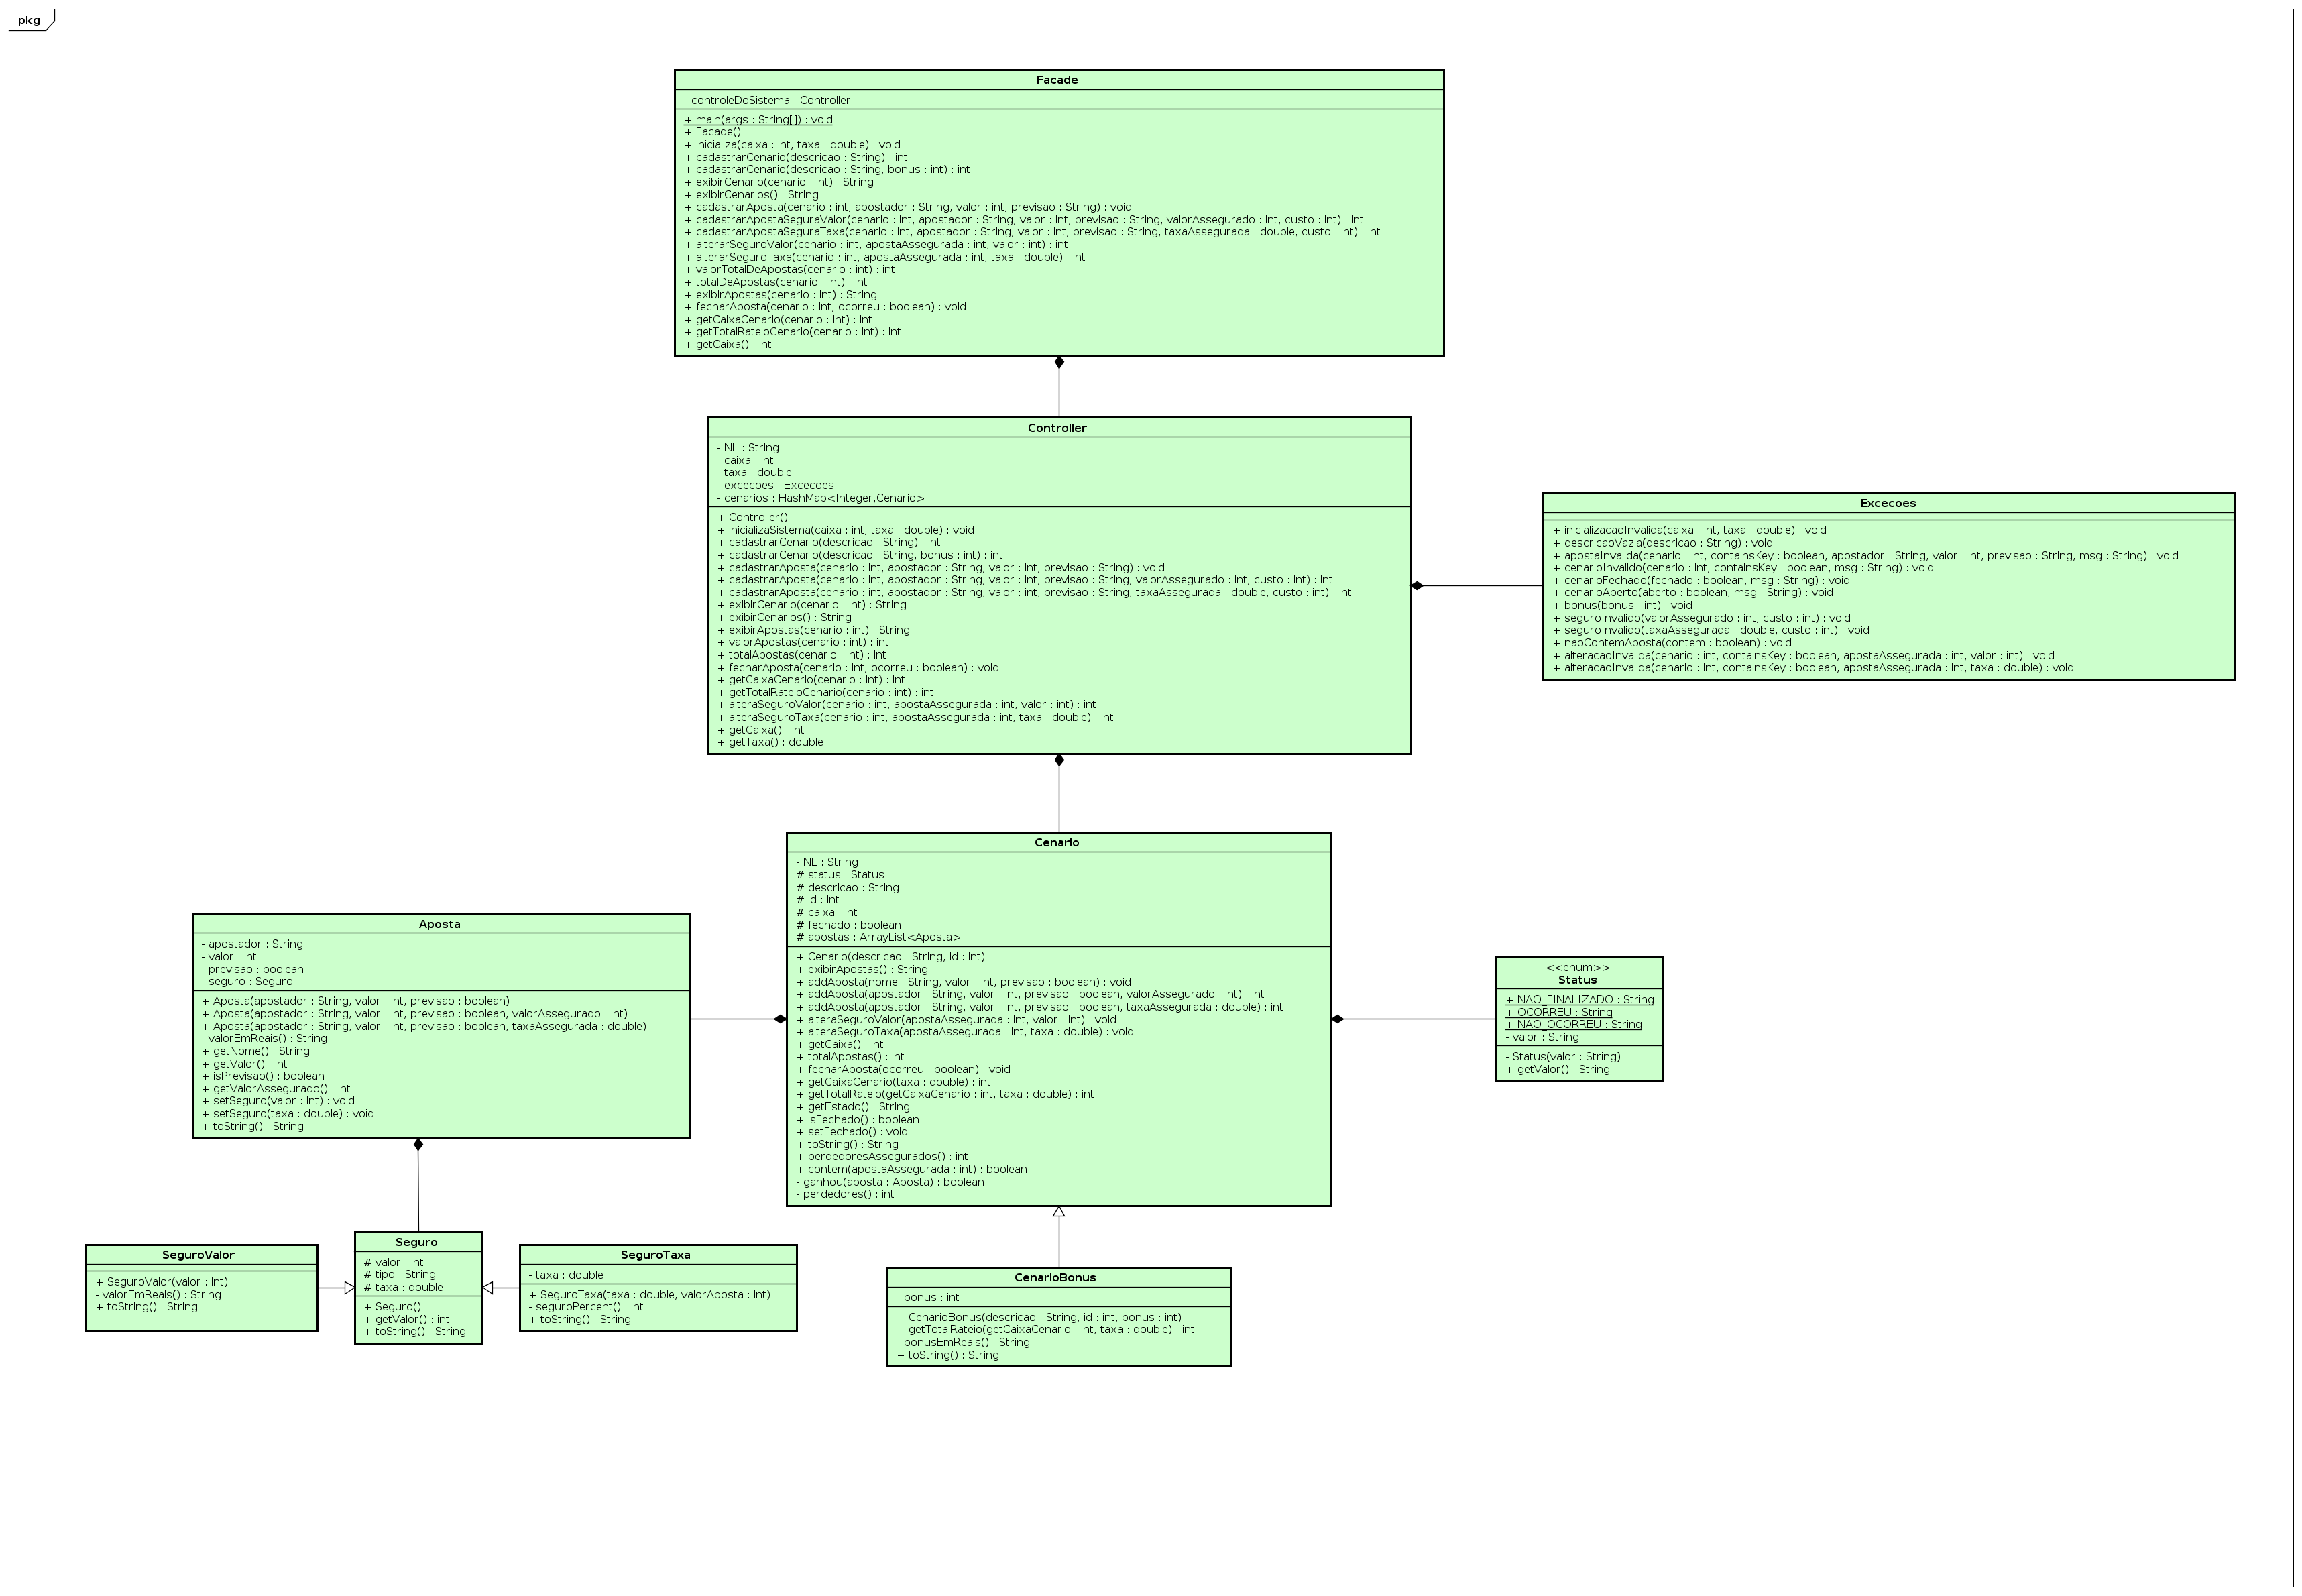 pkg
Facade
- controleDoSistema : Controller
+ main(args : String[]) : void
+ Facade()
+ inicializa(caixa : int, taxa : double) : void
+ cadastrarCenario(descricao : String) : int
+ cadastrarCenario(descricao : String, bonus : int) : int
+ exibirCenario(cenario : int) : String
+ exibirCenarios() : String
+ cadastrarAposta(cenario : int, apostador : String, valor : int, previsao : String) : void
+ cadastrarApostaSeguraValor(cenario : int, apostador : String, valor : int, previsao : String, valorAssegurado : int, custo : int) : int
+ cadastrarApostaSeguraTaxa(cenario : int, apostador : String, valor : int, previsao : String, taxaAssegurada : double, custo : int) : int
+ alterarSeguroValor(cenario : int, apostaAssegurada : int, valor : int) : int
+ alterarSeguroTaxa(cenario : int, apostaAssegurada : int, taxa : double) : int
+ valorTotalDeApostas(cenario : int) : int
+ totalDeApostas(cenario : int) : int
+ exibirApostas(cenario : int) : String
+ fecharAposta(cenario : int, ocorreu : boolean) : void
+ getCaixaCenario(cenario : int) : int
+ getTotalRateioCenario(cenario : int) : int
+ getCaixa() : int
Controller
- NL : String
- caixa : int
- taxa : double
- excecoes : Excecoes
- cenarios : HashMap<Integer,Cenario>
+ Controller()
+ inicializaSistema(caixa : int, taxa : double) : void
+ cadastrarCenario(descricao : String) : int
+ cadastrarCenario(descricao : String, bonus : int) : int
+ cadastrarAposta(cenario : int, apostador : String, valor : int, previsao : String) : void
+ cadastrarAposta(cenario : int, apostador : String, valor : int, previsao : String, valorAssegurado : int, custo : int) : int
+ cadastrarAposta(cenario : int, apostador : String, valor : int, previsao : String, taxaAssegurada : double, custo : int) : int
+ exibirCenario(cenario : int) : String
+ exibirCenarios() : String
+ exibirApostas(cenario : int) : String
+ valorApostas(cenario : int) : int
+ totalApostas(cenario : int) : int
+ fecharAposta(cenario : int, ocorreu : boolean) : void
+ getCaixaCenario(cenario : int) : int
+ getTotalRateioCenario(cenario : int) : int
+ alteraSeguroValor(cenario : int, apostaAssegurada : int, valor : int) : int
+ alteraSeguroTaxa(cenario : int, apostaAssegurada : int, taxa : double) : int
+ getCaixa() : int
+ getTaxa() : double
Excecoes
+ inicializacaoInvalida(caixa : int, taxa : double) : void
+ descricaoVazia(descricao : String) : void
+ apostaInvalida(cenario : int, containsKey : boolean, apostador : String, valor : int, previsao : String, msg : String) : void
+ cenarioInvalido(cenario : int, containsKey : boolean, msg : String) : void
+ cenarioFechado(fechado : boolean, msg : String) : void
+ cenarioAberto(aberto : boolean, msg : String) : void
+ bonus(bonus : int) : void
+ seguroInvalido(valorAssegurado : int, custo : int) : void
+ seguroInvalido(taxaAssegurada : double, custo : int) : void
+ naoContemAposta(contem : boolean) : void
+ alteracaoInvalida(cenario : int, containsKey : boolean, apostaAssegurada : int, valor : int) : void
+ alteracaoInvalida(cenario : int, containsKey : boolean, apostaAssegurada : int, taxa : double) : void
Cenario
- NL : String
# status : Status
# descricao : String
# id : int
# caixa : int
# fechado : boolean
# apostas : ArrayList<Aposta>
+ Cenario(descricao : String, id : int)
+ exibirApostas() : String
+ addAposta(nome : String, valor : int, previsao : boolean) : void
+ addAposta(apostador : String, valor : int, previsao : boolean, valorAssegurado : int) : int
+ addAposta(apostador : String, valor : int, previsao : boolean, taxaAssegurada : double) : int
+ alteraSeguroValor(apostaAssegurada : int, valor : int) : void
+ alteraSeguroTaxa(apostaAssegurada : int, taxa : double) : void
+ getCaixa() : int
+ totalApostas() : int
+ fecharAposta(ocorreu : boolean) : void
+ getCaixaCenario(taxa : double) : int
+ getTotalRateio(getCaixaCenario : int, taxa : double) : int
+ getEstado() : String
+ isFechado() : boolean
+ setFechado() : void
+ toString() : String
+ perdedoresAssegurados() : int
+ contem(apostaAssegurada : int) : boolean
- ganhou(aposta : Aposta) : boolean
- perdedores() : int
Aposta
- apostador : String
- valor : int
- previsao : boolean
- seguro : Seguro
+ Aposta(apostador : String, valor : int, previsao : boolean)
+ Aposta(apostador : String, valor : int, previsao : boolean, valorAssegurado : int)
+ Aposta(apostador : String, valor : int, previsao : boolean, taxaAssegurada : double)
- valorEmReais() : String
+ getNome() : String
+ getValor() : int
+ isPrevisao() : boolean
+ getValorAssegurado() : int
+ setSeguro(valor : int) : void
+ setSeguro(taxa : double) : void
+ toString() : String
<<enum>>
Status
+ NAO_FINALIZADO : String
+ OCORREU : String
+ NAO_OCORREU : String
- valor : String
- Status(valor : String)
+ getValor() : String
SeguroValor
+ SeguroValor(valor : int)
- valorEmReais() : String
+ toString() : String
Seguro
# valor : int
# tipo : String
# taxa : double
+ Seguro()
+ getValor() : int
+ toString() : String
SeguroTaxa
- taxa : double
+ SeguroTaxa(taxa : double, valorAposta : int)
- seguroPercent() : int
+ toString() : String
CenarioBonus
- bonus : int
+ CenarioBonus(descricao : String, id : int, bonus : int)
+ getTotalRateio(getCaixaCenario : int, taxa : double) : int
- bonusEmReais() : String
+ toString() : String